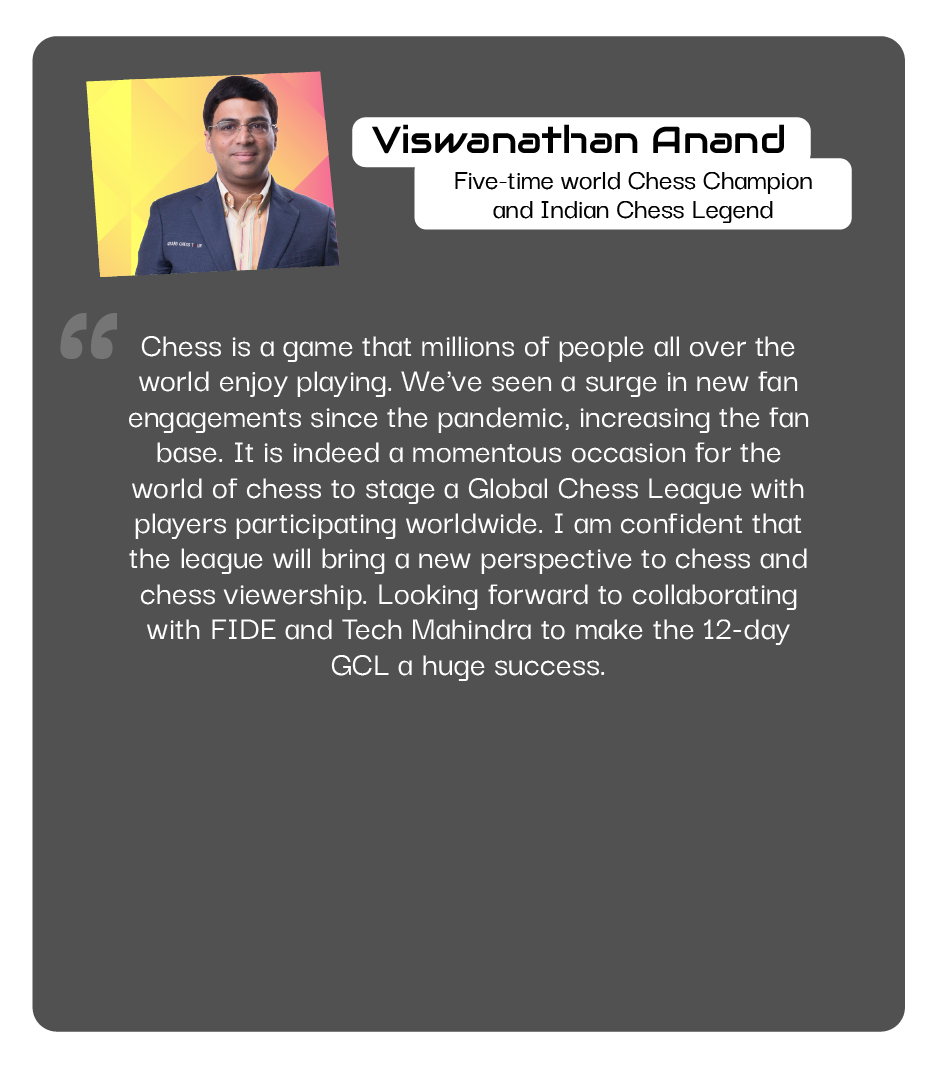 Viswanathan Anand
Five-time world Chess Champion
and Indian Chess Legend
“
Chess is a game that millions of people all over the
world enjoy playing. We’ve seen a surge in new fan
engagements since the pandemic, increasing the fan
base. It is indeed a momentous occasion for the
world of chess to stage a Global Chess League with
players participating worldwide. I am confident that
the league will bring a new perspective to chess and
chess viewership. Looking forward to collaborating
with FIDE and Tech Mahindra to make the 12-day
GCL a huge success.